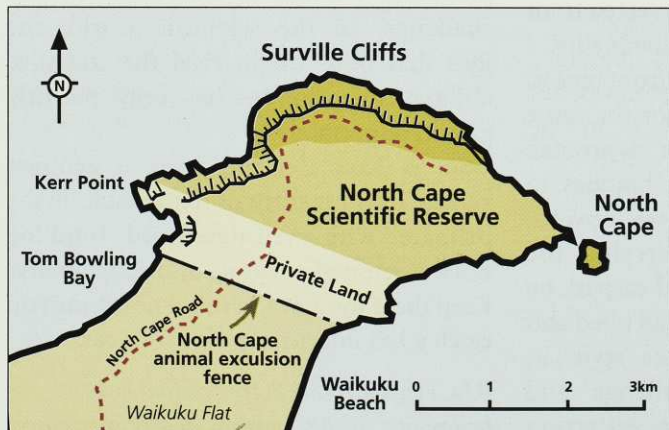 Surville Cliffs
N
Kerr Point
North Cape
Scientific Reserve
North
Cape
Tom Bowling
Bay
Private Land
North Cape Road
North Cape
animal exculsion
fence
Waikuku
Beach
0 1 2 3km
Waikuku Flat